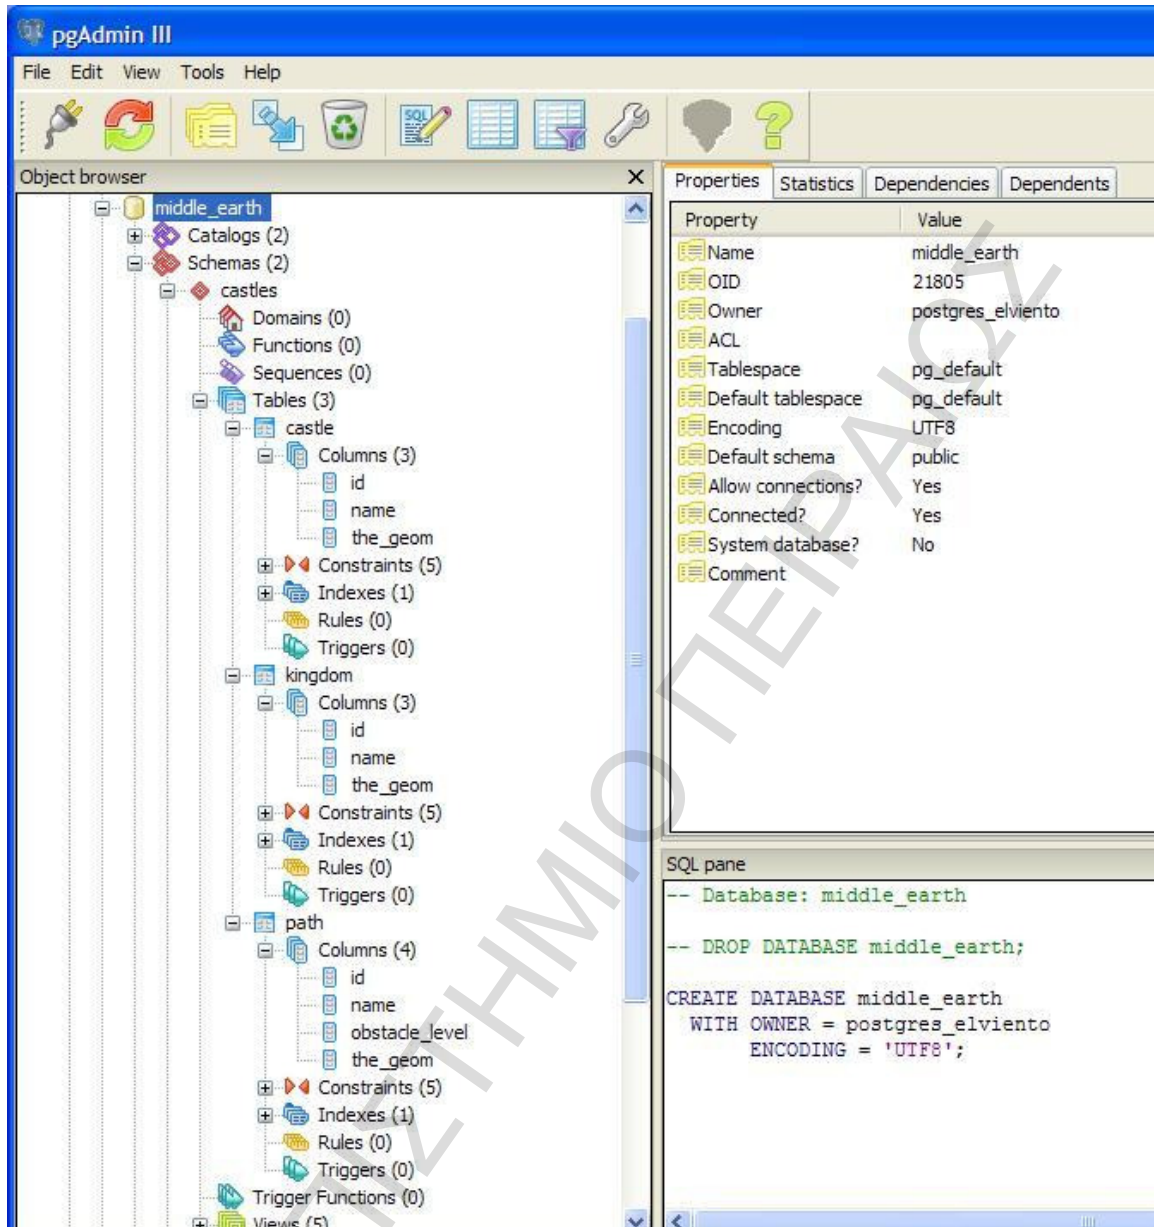 pgAdmin III
File Edit View Tools Help
SQL
Object browser
middle_earth
Catalogs (2)
Schemas (2)
castles
Domains (0)
Functions (0)
Sequences (0)
Tables (3)
castle
Columns (3)
id
name
the_geom
Constraints (5)
Indexes (1)
Rules (0)
Triggers (0)
kingdom
Columns (3)
id
name
the_geom
Constraints (5)
Indexes (1)
Rules (0)
Triggers (0)
path
Columns (4)
id
name
obstacle_level
the_geom
Constraints (5)
Indexes (1)
Rules (0)
Triggers (0)
Trigger Functions (0)
Views (5)
Properties Statistics Dependencies Dependents
Property Value
Name middle_earth
OID 21805
Owner postgres_elviento
ACL
Tablespace pg_default
Default tablespace pg_default
Encoding UTF8
Default schema public
Allow connections? Yes
Connected? Yes
System database? No
Comment
SQL pane
-- Database: middle_earth
-- DROP DATABASE middle_earth;
CREATE DATABASE middle_earth
WITH OWNER = postgres_elviento
ENCODING = 'UTF8';
ΠΙΣΤΗΜΙΟ ΠΕΙΡΑΙΩΣ